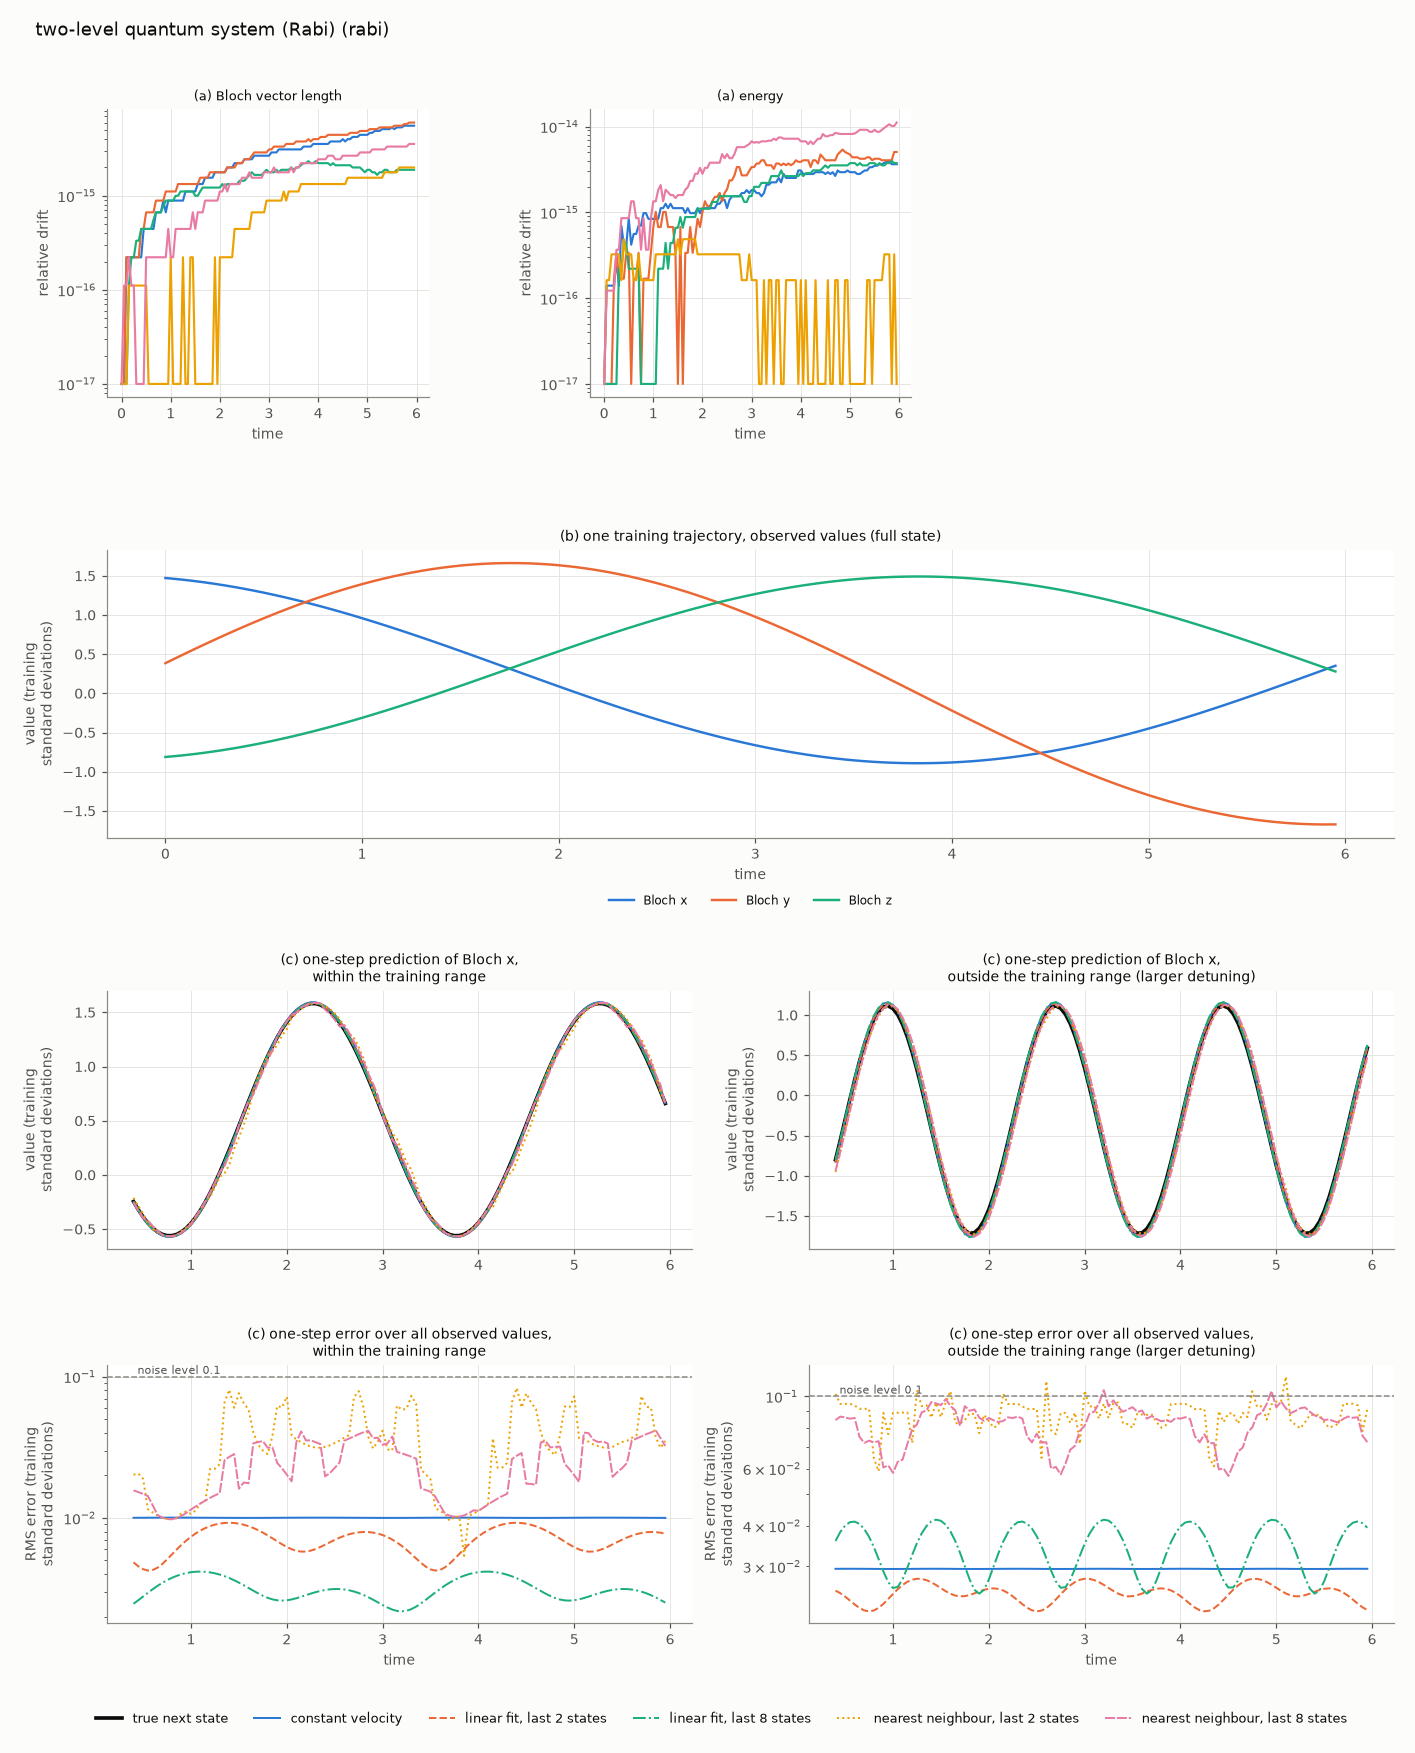 two-level quantum system (Rabi) (rabi)
(a) Bloch vector length
(a) energy
relative drift
10⁻¹⁵
10⁻¹⁶
10⁻¹⁷
0 1 2 3 4 5 6
time
relative drift
10⁻¹⁴
10⁻¹⁵
10⁻¹⁶
10⁻¹⁷
0 1 2 3 4 5 6
time
(b) one training trajectory, observed values (full state)
value (training
standard deviations)
1.5
1.0
0.5
0.0
−0.5
−1.0
−1.5
0 1 2 3 4 5 6
time
Bloch x Bloch y Bloch z
(c) one-step prediction of Bloch x,
within the training range
value (training
standard deviations)
1.5
1.0
0.5
0.0
−0.5
1 2 3 4 5 6
(c) one-step prediction of Bloch x,
outside the training range (larger detuning)
value (training
standard deviations)
1.0
0.5
0.0
−0.5
−1.0
−1.5
1 2 3 4 5 6
(c) one-step error over all observed values,
within the training range
RMS error (training
standard deviations)
noise level 0.1
10⁻¹
10⁻²
1 2 3 4 5 6
time
(c) one-step error over all observed values,
outside the training range (larger detuning)
RMS error (training
standard deviations)
noise level 0.1
10⁻¹
6 × 10⁻²
4 × 10⁻²
3 × 10⁻²
1 2 3 4 5 6
time
true next state constant velocity linear fit, last 2 states linear fit, last 8 states nearest neighbour, last 2 states nearest neighbour, last 8 states